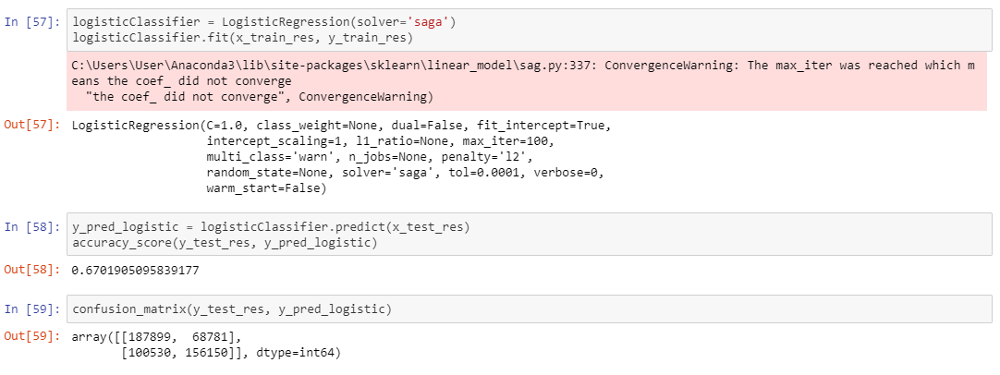 In [57]: logisticClassifier = LogisticRegression(solver='saga')
logisticClassifier.fit(x_train_res, y_train_res)
C:\Users\User\Anaconda3\lib\site-packages\sklearn\linear_model\sag.py:337: ConvergenceWarning: The max_iter was reached which m
eans the coef_ did not converge
"the coef_ did not converge", ConvergenceWarning)
Out[57]: LogisticRegression(C=1.0, class_weight=None, dual=False, fit_intercept=True,
intercept_scaling=1, l1_ratio=None, max_iter=100,
multi_class='warn', n_jobs=None, penalty='l2',
random_state=None, solver='saga', tol=0.0001, verbose=0,
warm_start=False)
In [58]: y_pred_logistic = logisticClassifier.predict(x_test_res)
accuracy_score(y_test_res, y_pred_logistic)
Out[58]: 0.6701905095839177
In [59]: confusion_matrix(y_test_res, y_pred_logistic)
Out[59]: array([[187899,  68781],
[100530, 156150]], dtype=int64)